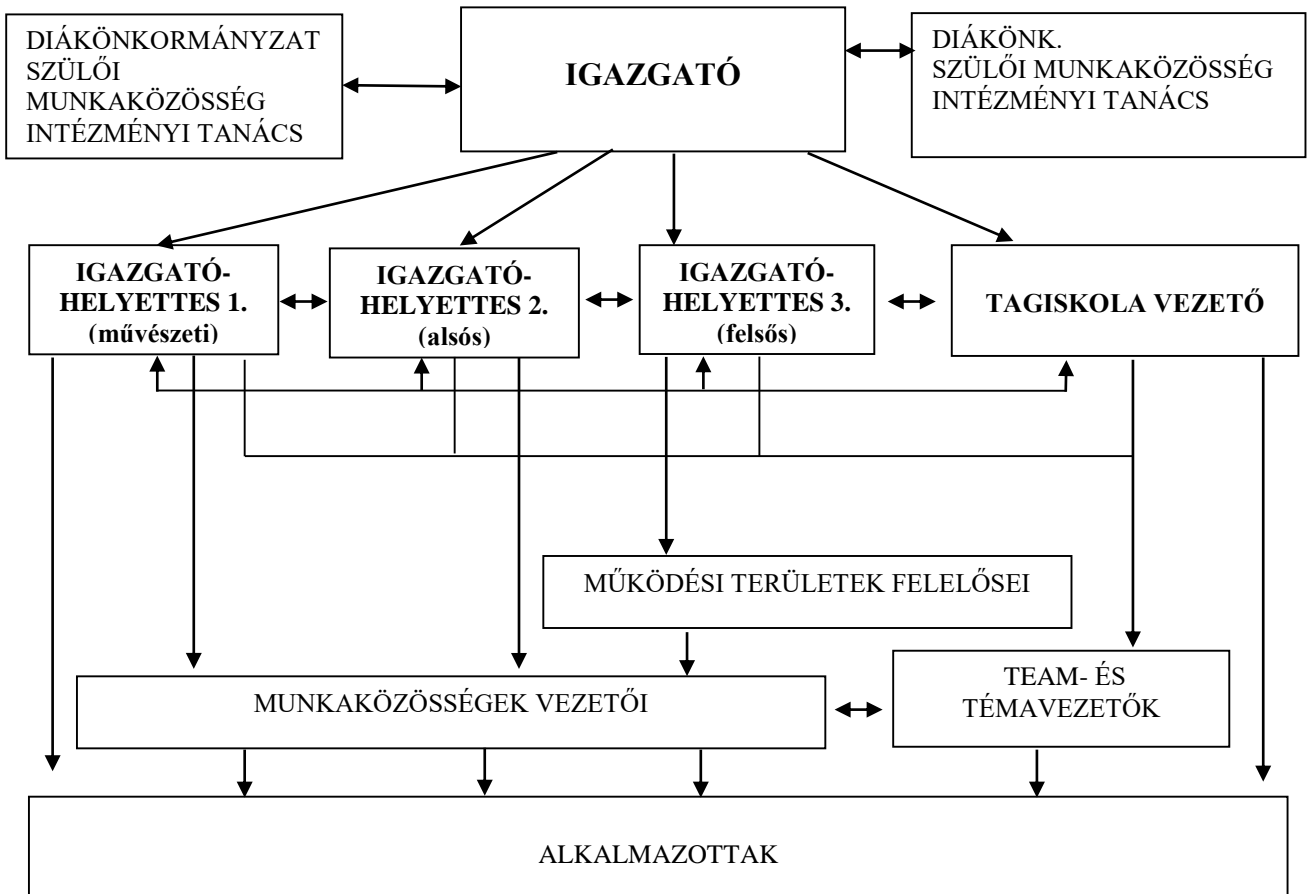 DIÁKÖNKORMÁNYZAT
SZÜLŐI
MUNKAKÖZÖSSÉG
INTÉZMÉNYI TANÁCS
IGAZGATÓ
DIÁKÖNK.
SZÜLŐI MUNKAKÖZÖSSÉG
INTÉZMÉNYI TANÁCS
IGAZGATÓ-
HELYETTES 1.
(művészeti)
IGAZGATÓ-
HELYETTES 2.
(alsós)
IGAZGATÓ-
HELYETTES 3.
(felsős)
TAGISKOLA VEZETŐ
MŰKÖDÉSI TERÜLETEK FELELŐSEI
MUNKAKÖZÖSSÉGEK VEZETŐI
TEAM- ÉS
TÉMAVEZETŐK
ALKALMAZOTTAK